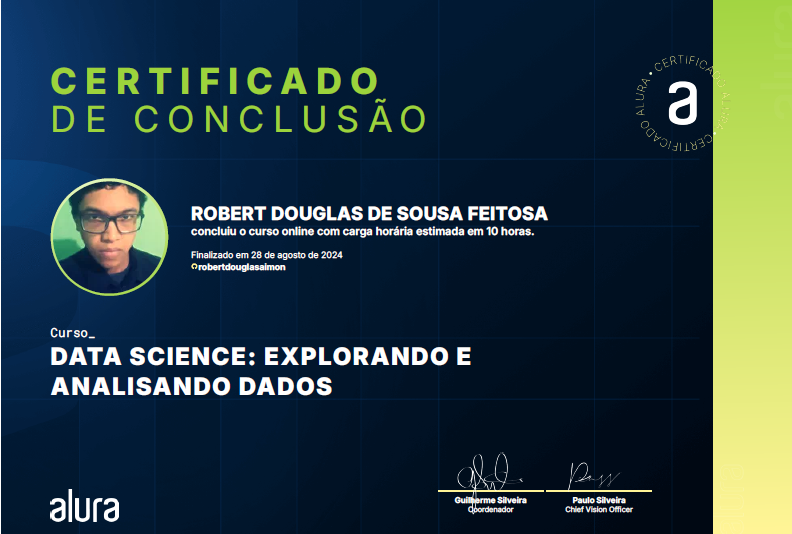 CERTIFICADO
DE CONCLUSÃO
CERTIFICADO ALURA • CERTIFICADO ALURA •
a
ROBERT DOUGLAS DE SOUSA FEITOSA
concluiu o curso online com carga horária estimada em 10 horas.
Finalizado em 28 de agosto de 2024
robertdouglasalmon
Curso_
DATA SCIENCE: EXPLORANDO E
ANALISANDO DADOS
alura
Guilherme Silveira
Coordenador
Paulo Silveira
Chief Vision Officer